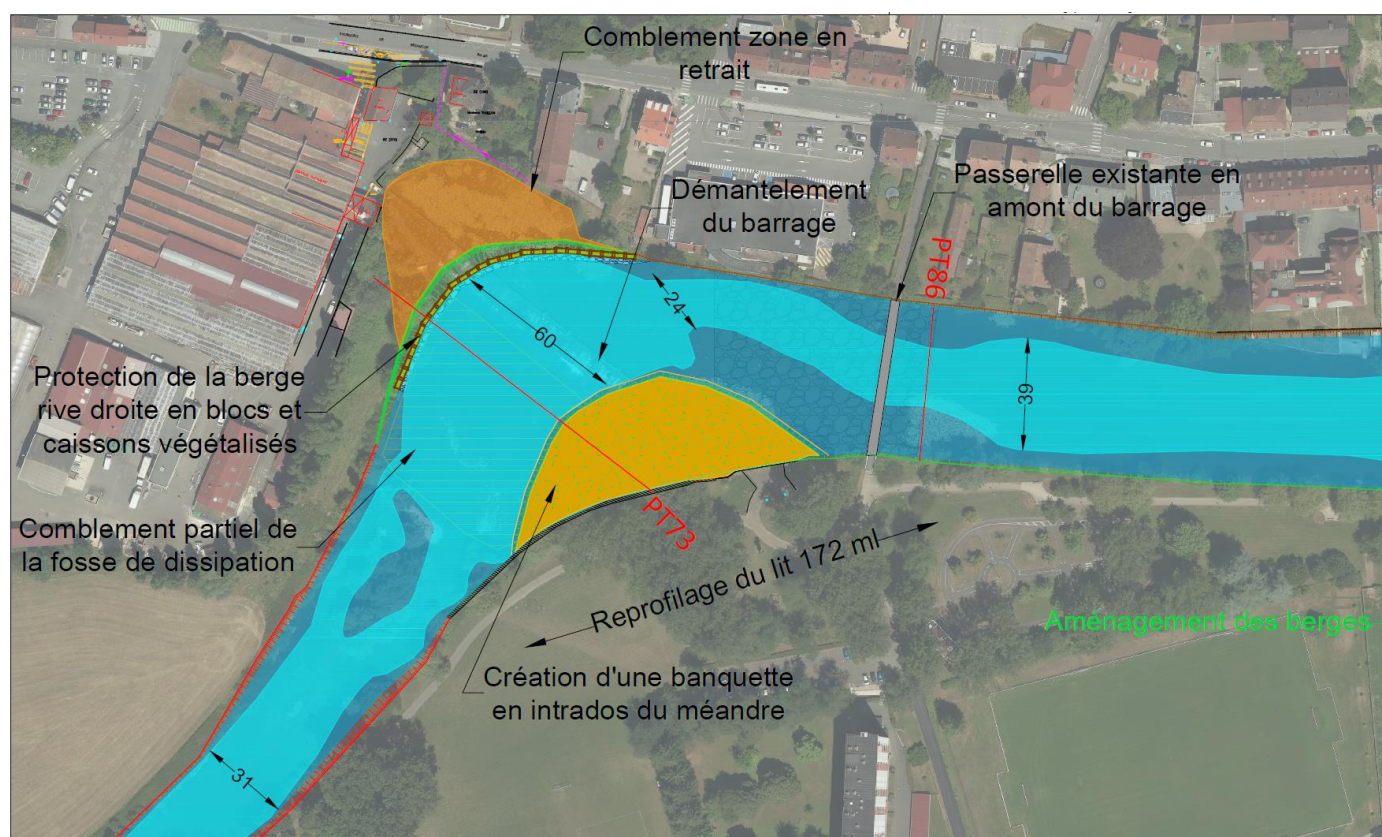 Comblement zone en
retrait
Démantelement
du barrage
Passerelle existante en
amont du barrage
PT86
24
60
39
Protection de la berge
rive droite en blocs et
caissons végétalisés
Comblement partiel de
la fosse de dissipation
PT73
Reprofilage du lit 172 ml
Aménagement des berges
Création d'une banquette
en intrados du méandre
31